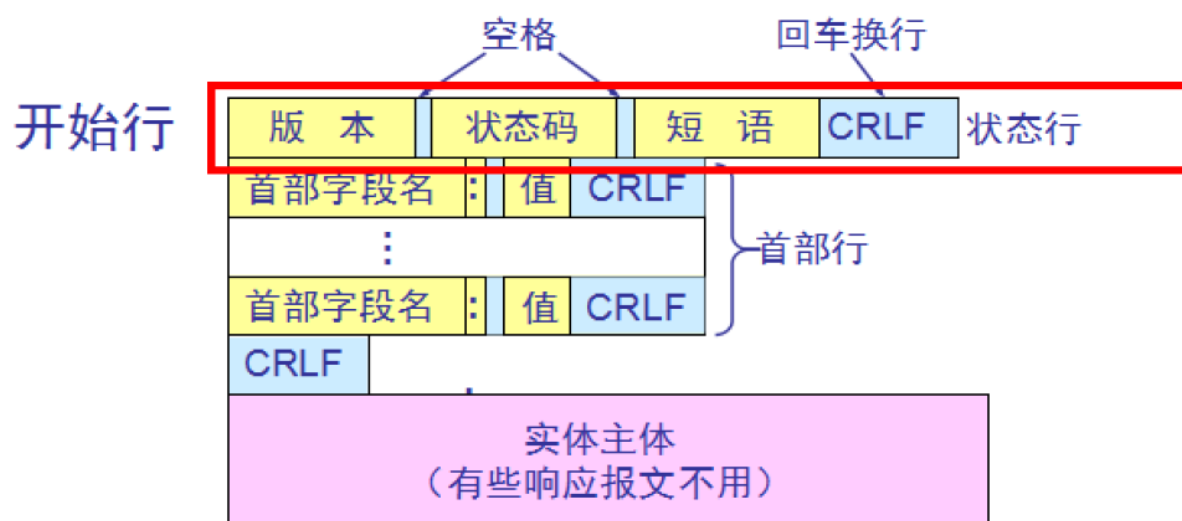 空格 回车换行
开始行 版 本 状态码 短 语 CRLF 状态行
首部字段名 : 值 CRLF
⋮ 首部行
首部字段名 : 值 CRLF
CRLF
实体主体
（有些响应报文不用）